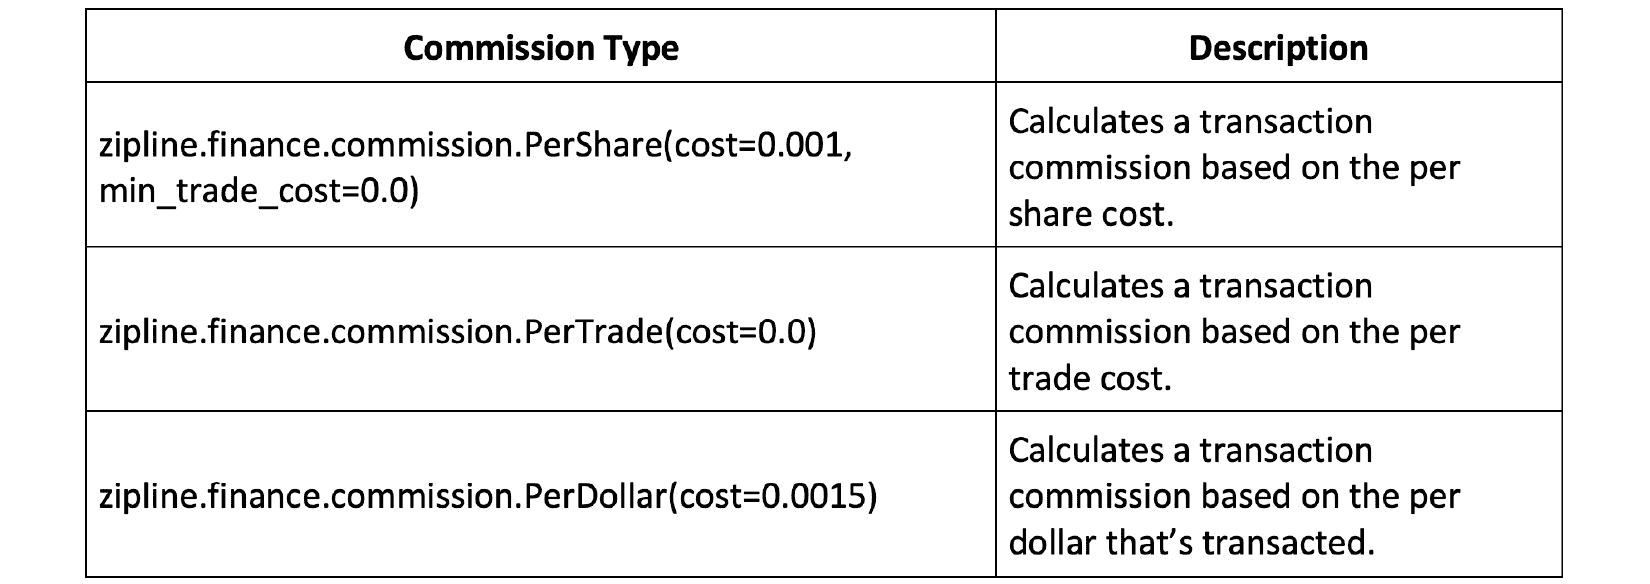 Commission Type
Description
zipline.finance.commission.PerShare(cost=0.001,
min_trade_cost=0.0)
Calculates a transaction
commission based on the per
share cost.
zipline.finance.commission.PerTrade(cost=0.0)
Calculates a transaction
commission based on the per
trade cost.
zipline.finance.commission.PerDollar(cost=0.0015)
Calculates a transaction
commission based on the per
dollar that’s transacted.